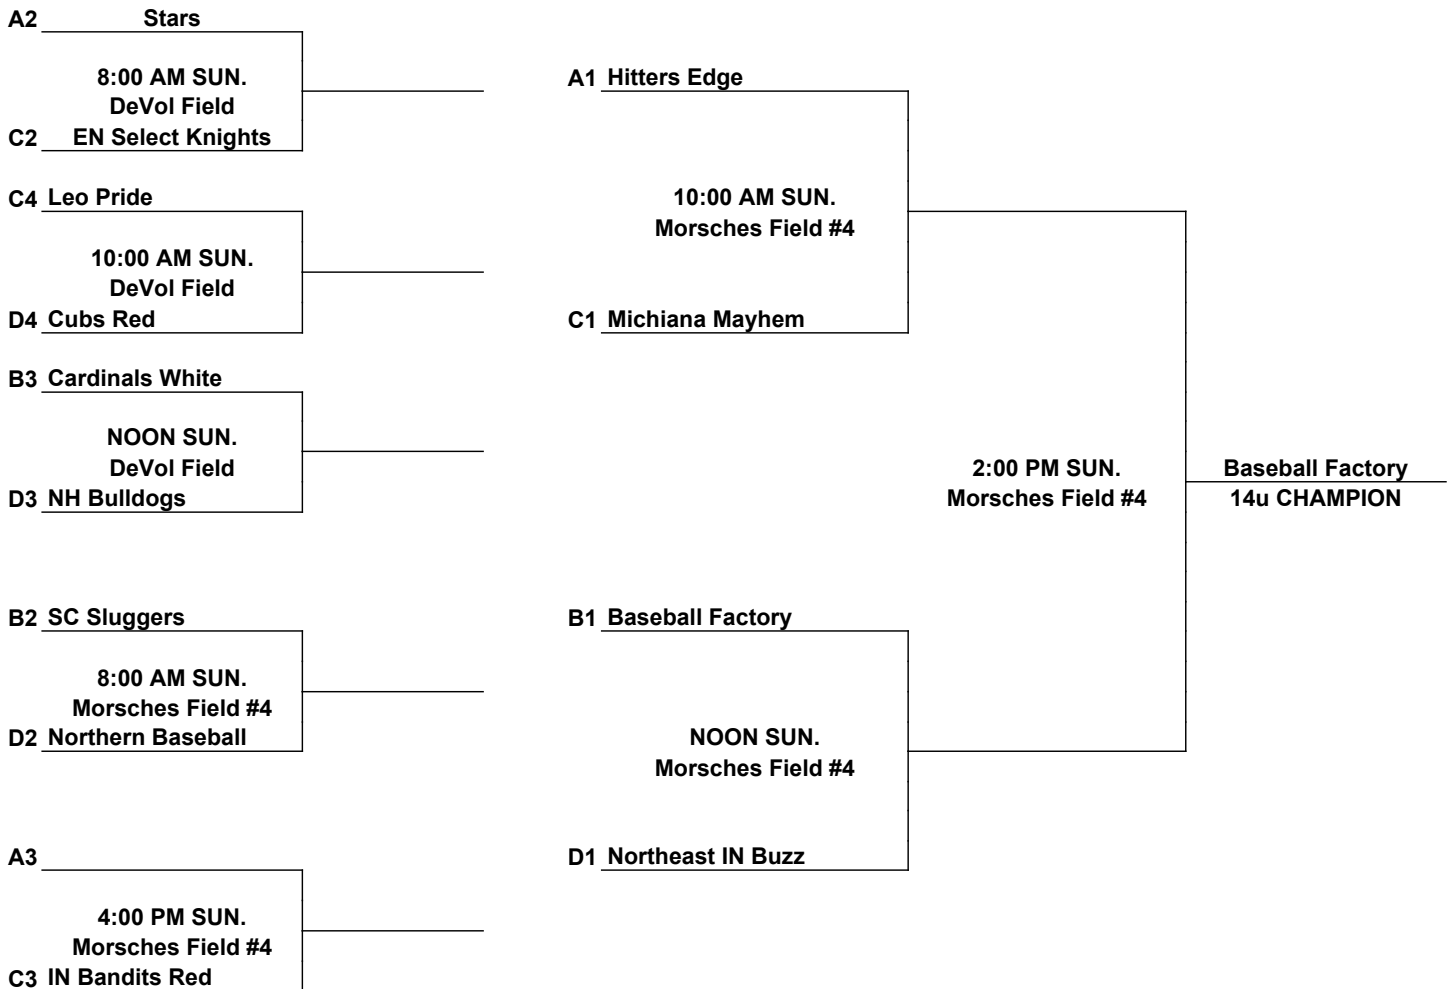 A2 Stars
8:00 AM SUN.
DeVol Field
C2 EN Select Knights
C4 Leo Pride
10:00 AM SUN.
DeVol Field
D4 Cubs Red
B3 Cardinals White
NOON SUN.
DeVol Field
D3 NH Bulldogs
B2 SC Sluggers
8:00 AM SUN.
Morsches Field #4
D2 Northern Baseball
A3
4:00 PM SUN.
Morsches Field #4
C3 IN Bandits Red
A1 Hitters Edge
10:00 AM SUN.
Morsches Field #4
C1 Michiana Mayhem
B1 Baseball Factory
NOON SUN.
Morsches Field #4
D1 Northeast IN Buzz
2:00 PM SUN.
Morsches Field #4
Baseball Factory
14u CHAMPION